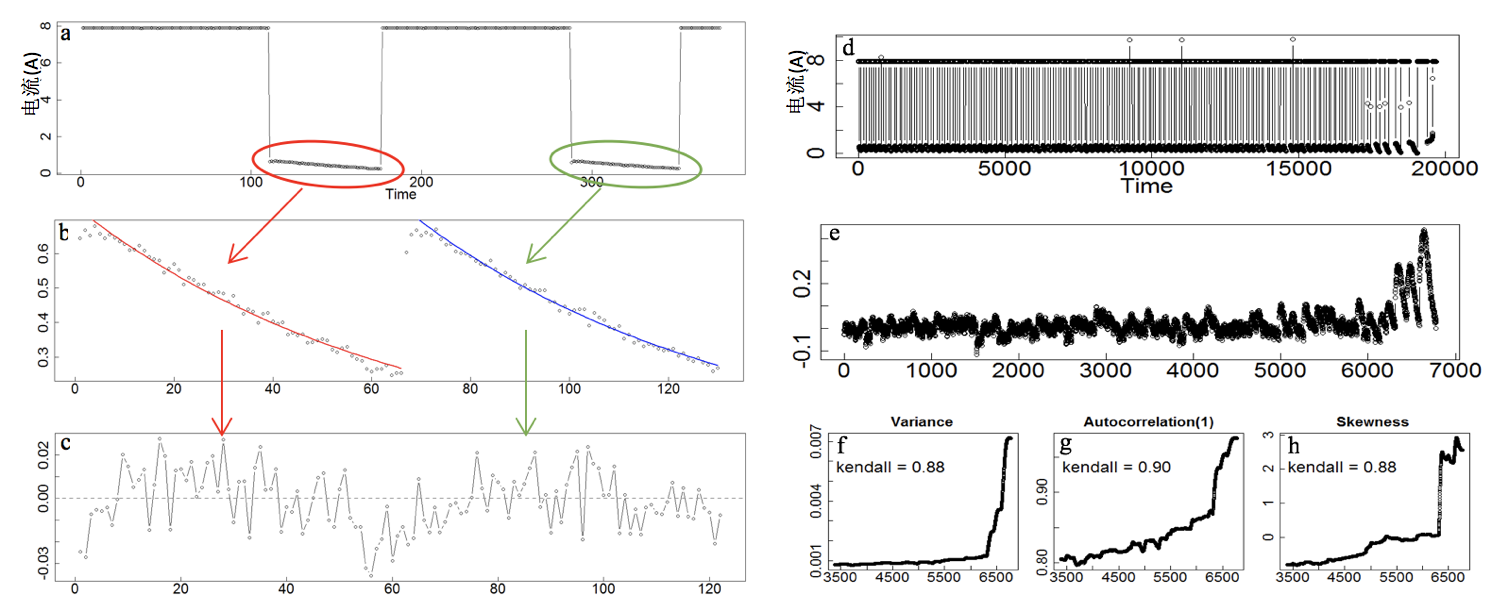 a
电流(A)
8
6
4
2
0
0 100 200 300
Time
b
0.6
0.5
0.4
0.3
0 20 40 60 80 100 120
c
0.02
0.00
-0.03
0 20 40 60 80 100 120
d
电流(A)
8
4
0
0 5000 10000 15000 20000
Time
e
0.2
-0.1
0 1000 2000 3000 4000 5000 6000 7000
Variance
f
kendall = 0.88
0.007
0.004
0.001
3500 4500 5500 6500
Autocorrelation(1)
g
kendall = 0.90
0.90
0.80
3500 4500 5500 6500
Skewness
h
kendall = 0.88
3
2
1
0
3500 4500 5500 6500